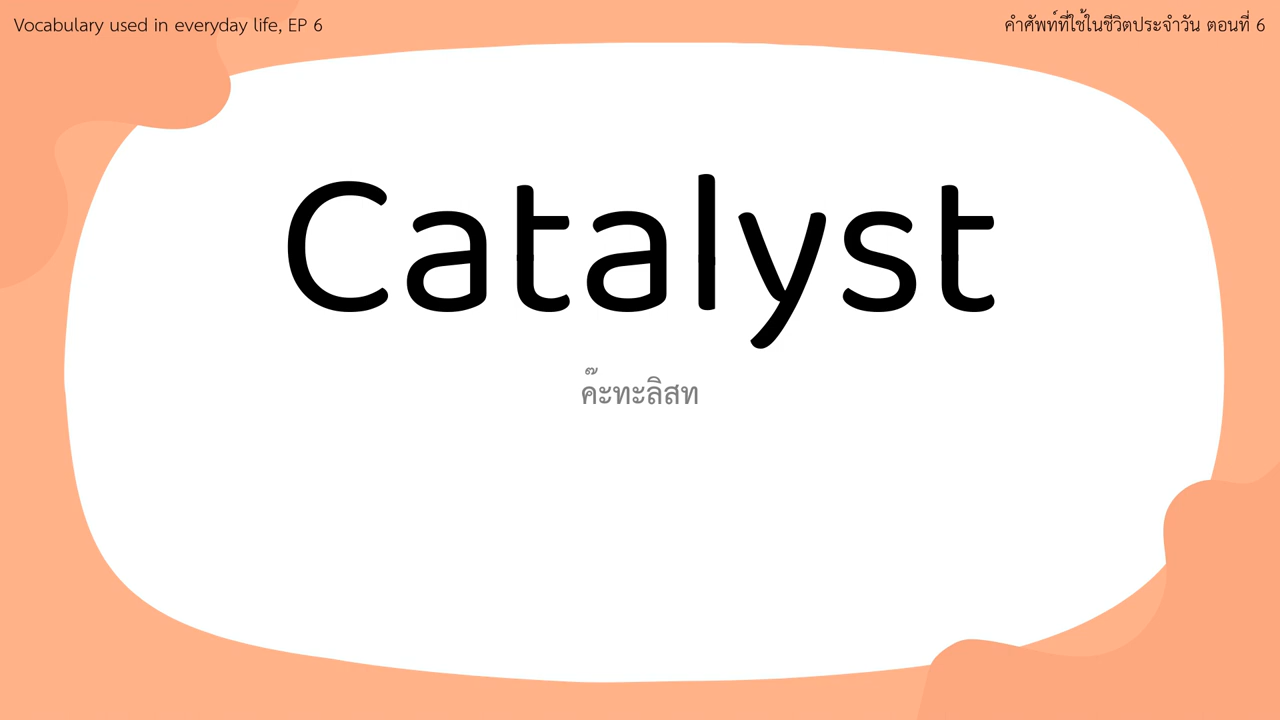 Vocabulary used in everyday life, EP 6
คำศัพท์ที่ใช้ในชีวิตประจำวัน ตอนที่ 6
Catalyst
ค๊ะทะลิสท